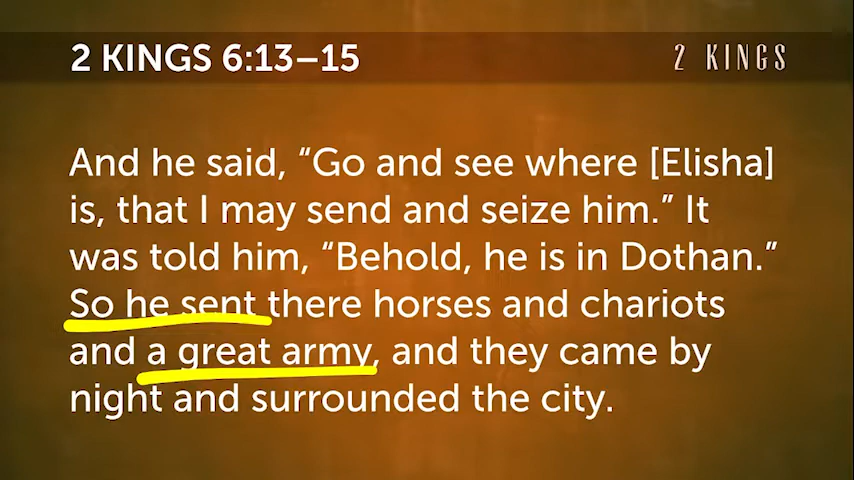 2 KINGS 6:13–15
2 KINGS
And he said, “Go and see where [Elisha]
is, that I may send and seize him.” It
was told him, “Behold, he is in Dothan.”
So he sent there horses and chariots
and a great army, and they came by
night and surrounded the city.